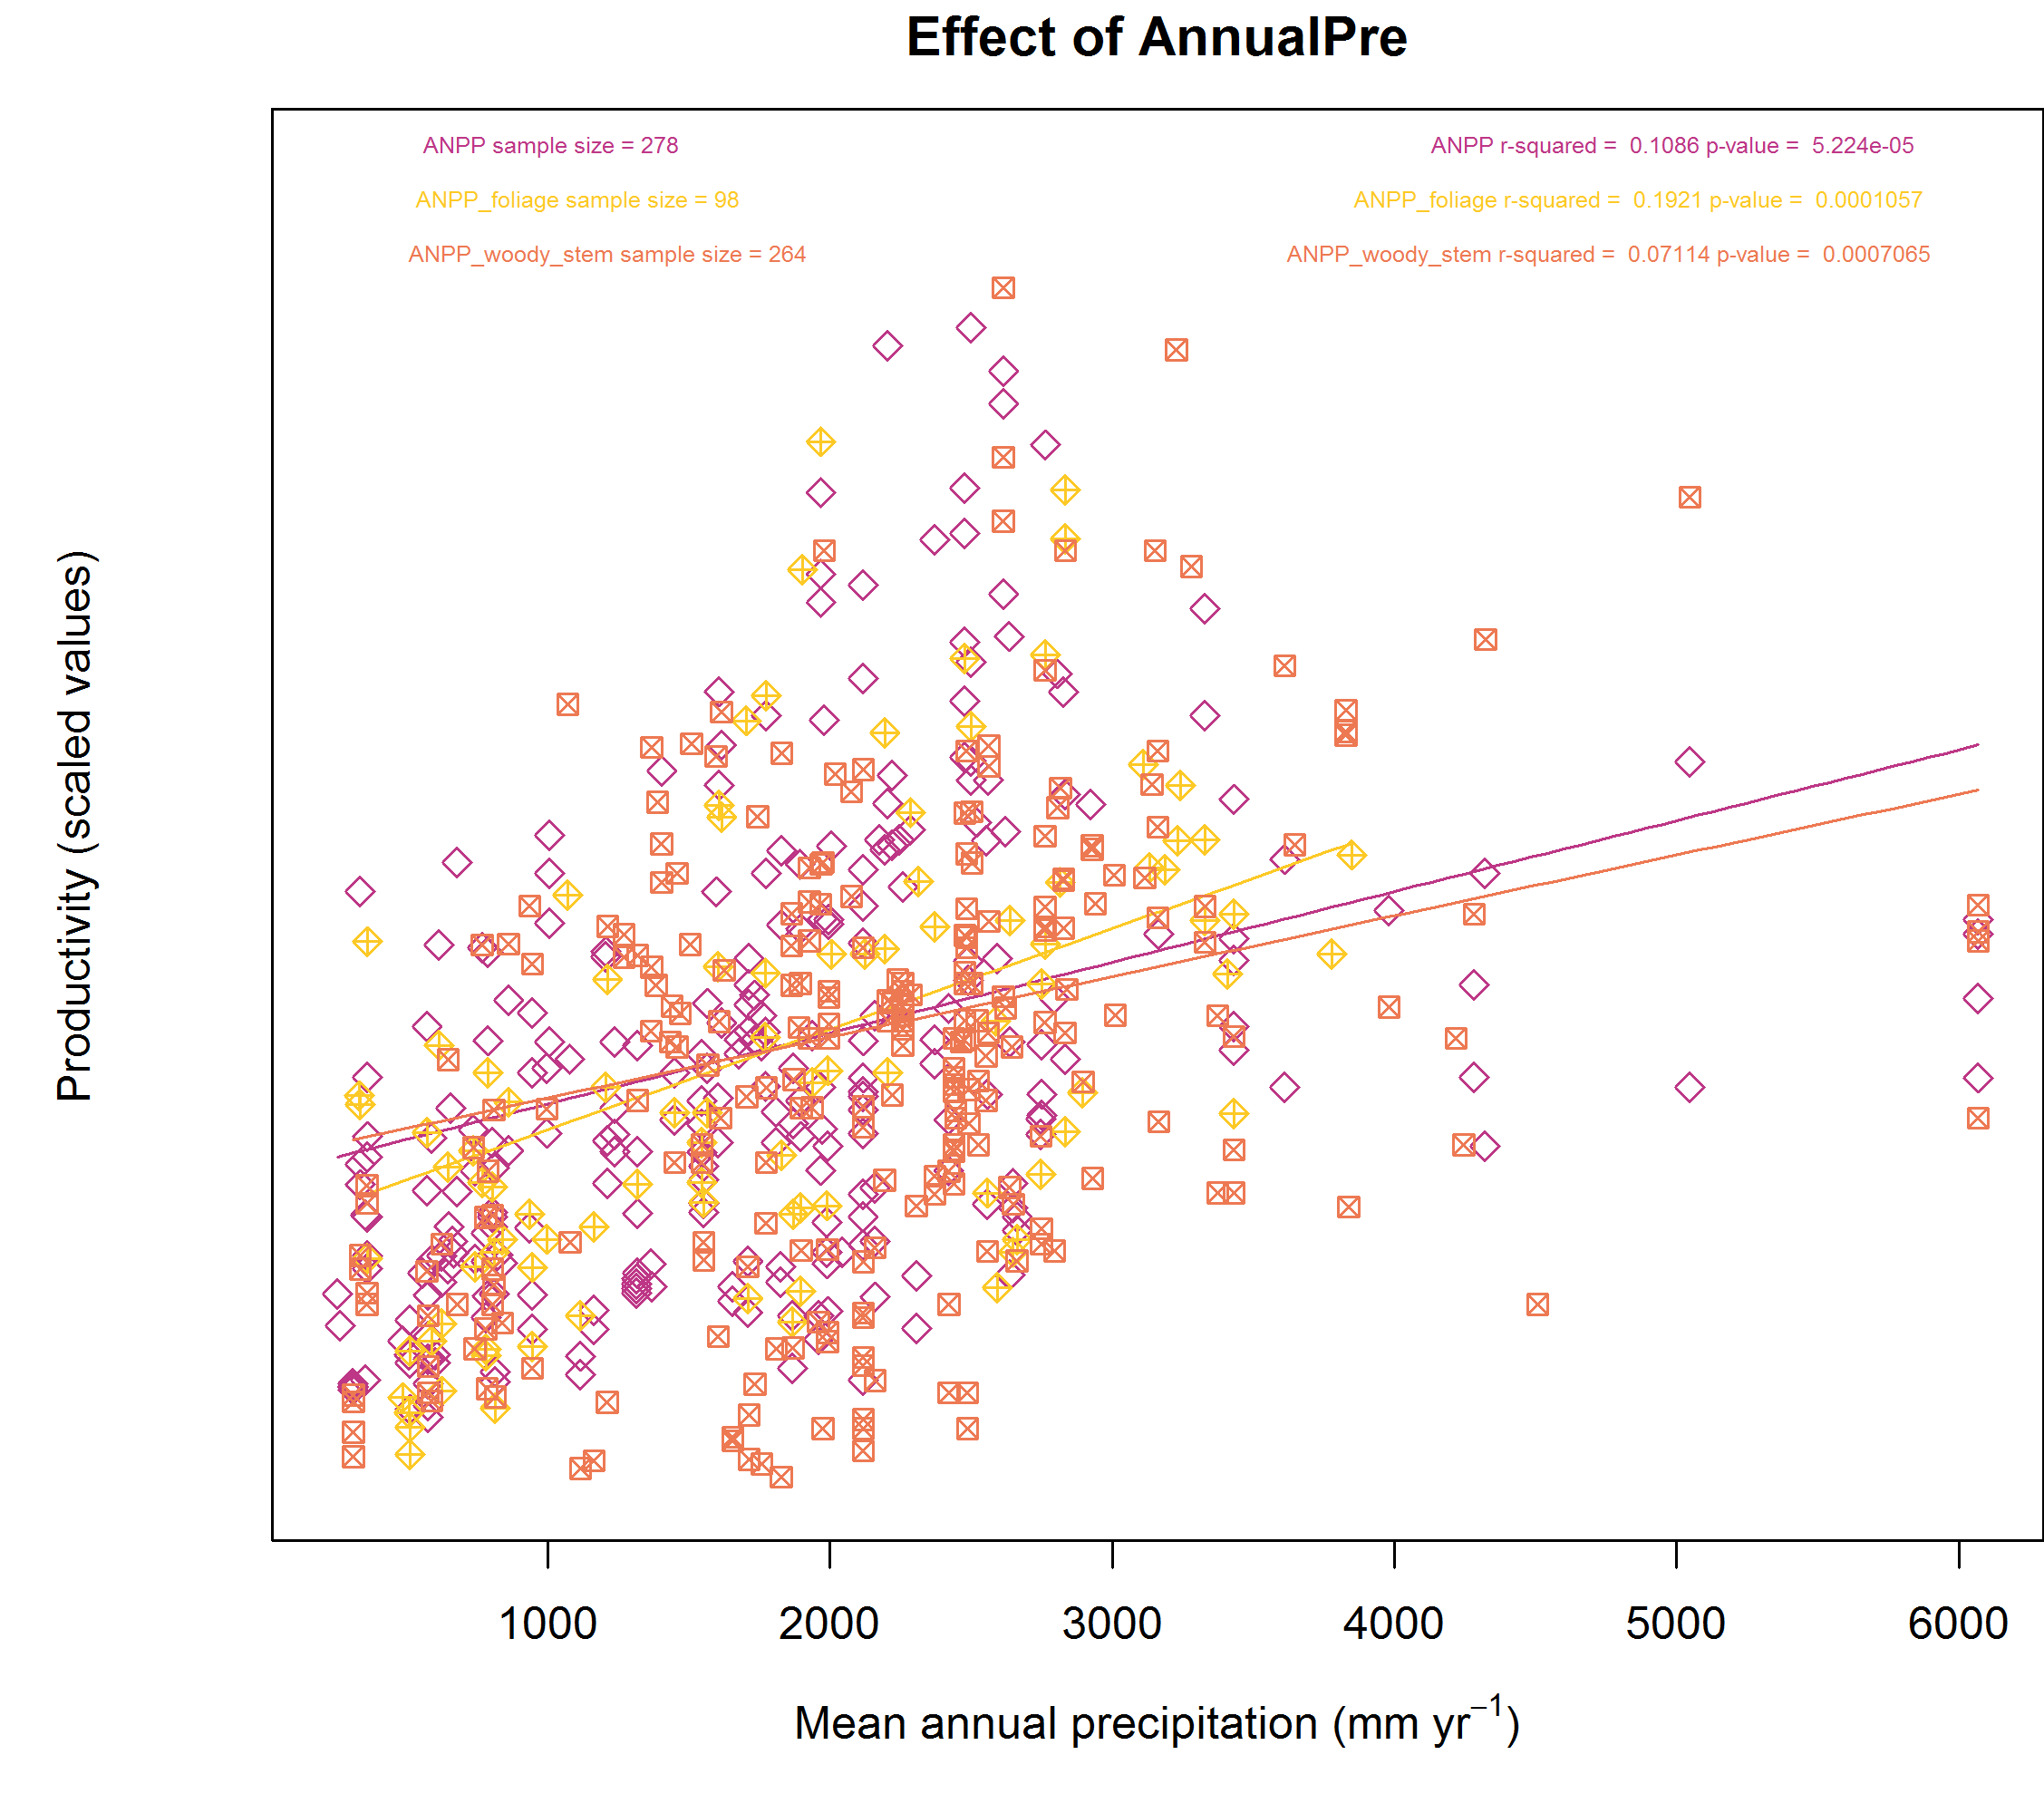 Effect of AnnualPre
ANPP sample size = 278
ANPP r-squared = 0.1086 p-value = 5.224e-05
ANPP_foliage sample size = 98
ANPP_foliage r-squared = 0.1921 p-value = 0.0001057
ANPP_woody_stem sample size = 264
ANPP_woody_stem r-squared = 0.07114 p-value = 0.0007065
Productivity (scaled values)
1000 2000 3000 4000 5000 6000
Mean annual precipitation (mm yr⁻¹)